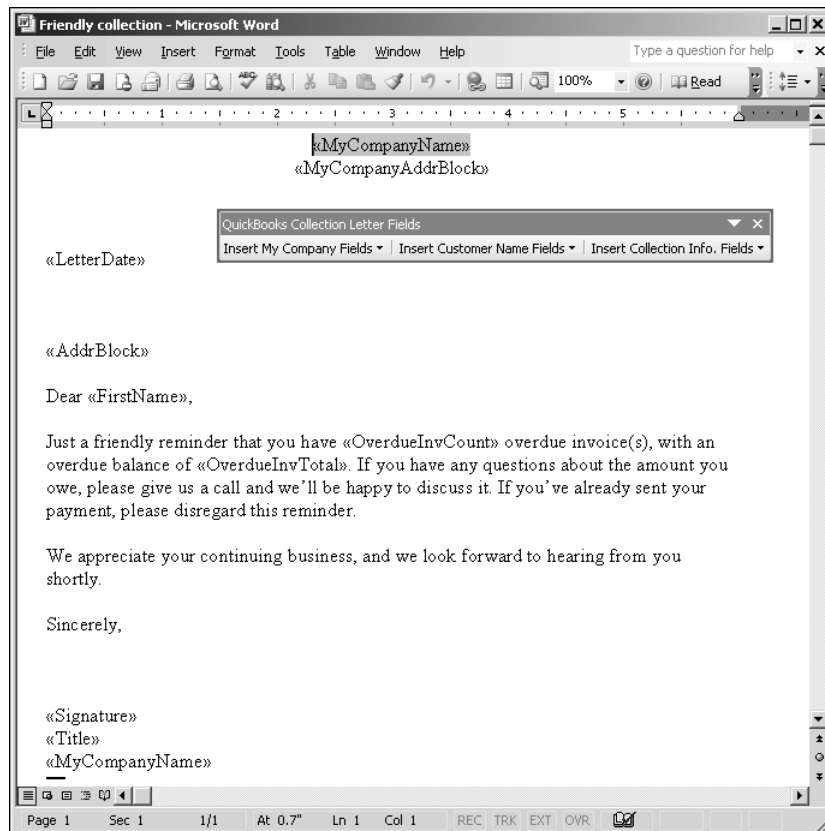 Friendly collection - Microsoft Word
File Edit View Insert Format Tools Table Window Help Type a question for help
100% Read
1 2 3 4 5
«MyCompanyName»
«MyCompanyAddrBlock»
QuickBooks Collection Letter Fields
Insert My Company Fields Insert Customer Name Fields Insert Collection Info. Fields
«LetterDate»
«AddrBlock»
Dear «FirstName»,
Just a friendly reminder that you have «OverdueInvCount» overdue invoice(s), with an
overdue balance of «OverdueInvTotal». If you have any questions about the amount you
owe, please give us a call and we'll be happy to discuss it. If you've already sent your
payment, please disregard this reminder.
We appreciate your continuing business, and we look forward to hearing from you
shortly.
Sincerely,
«Signature»
«Title»
«MyCompanyName»
Page 1 Sec 1 1/1 At 0.7" Ln 1 Col 1 REC TRK EXT OVR